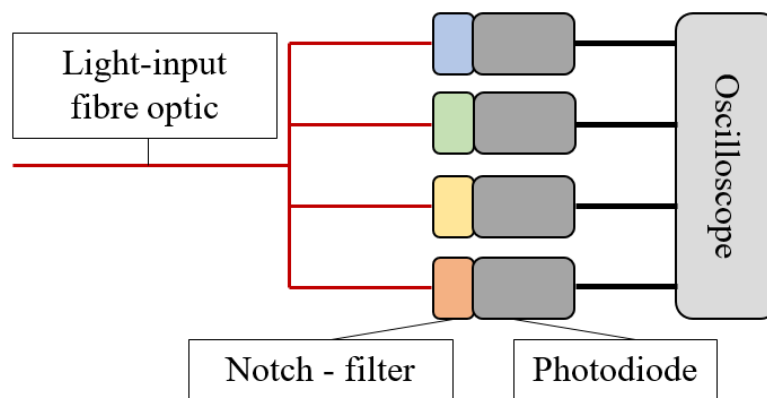 Light-input
fibre optic
Oscilloscope
Notch - filter
Photodiode